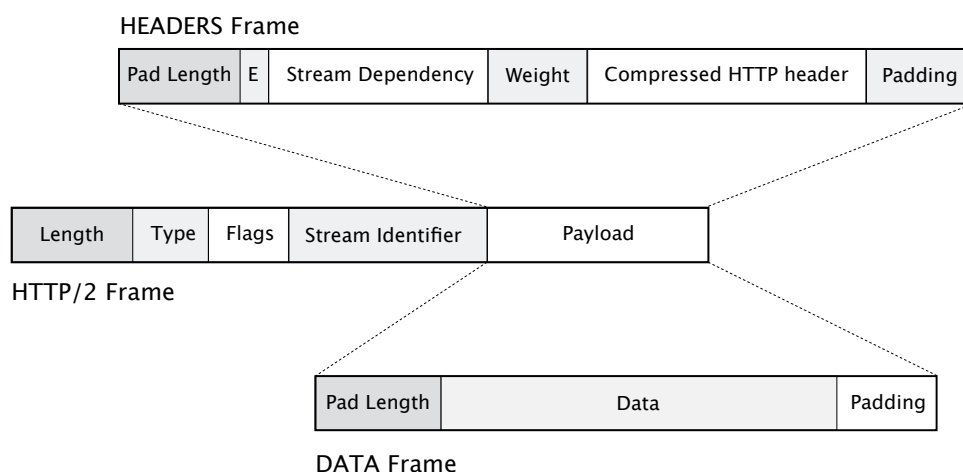 HEADERS Frame
Pad Length E Stream Dependency Weight Compressed HTTP header Padding
Length Type Flags Stream Identifier Payload
HTTP/2 Frame
Pad Length Data Padding
DATA Frame